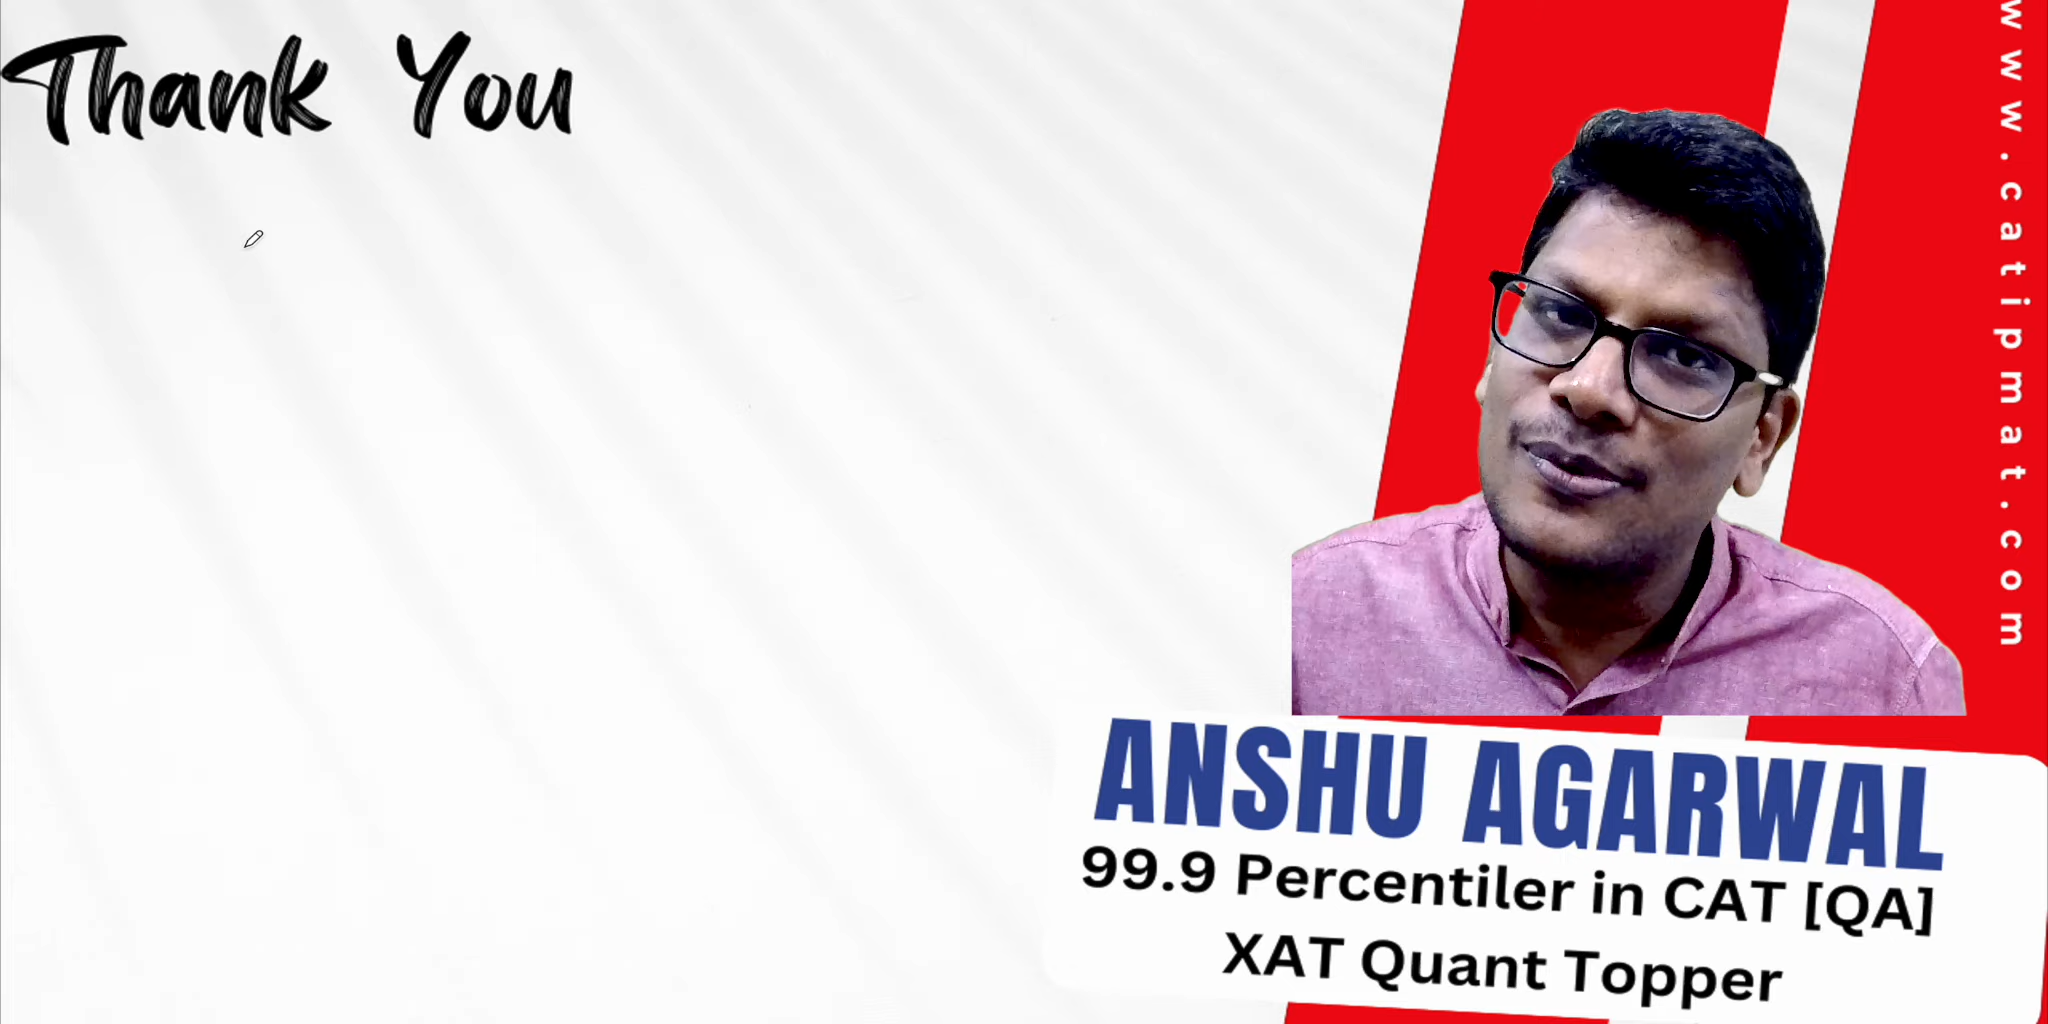 Thank You
www.catipmat.com
ANSHU AGARWAL
99.9 Percentiler in CAT [QA]
XAT Quant Topper